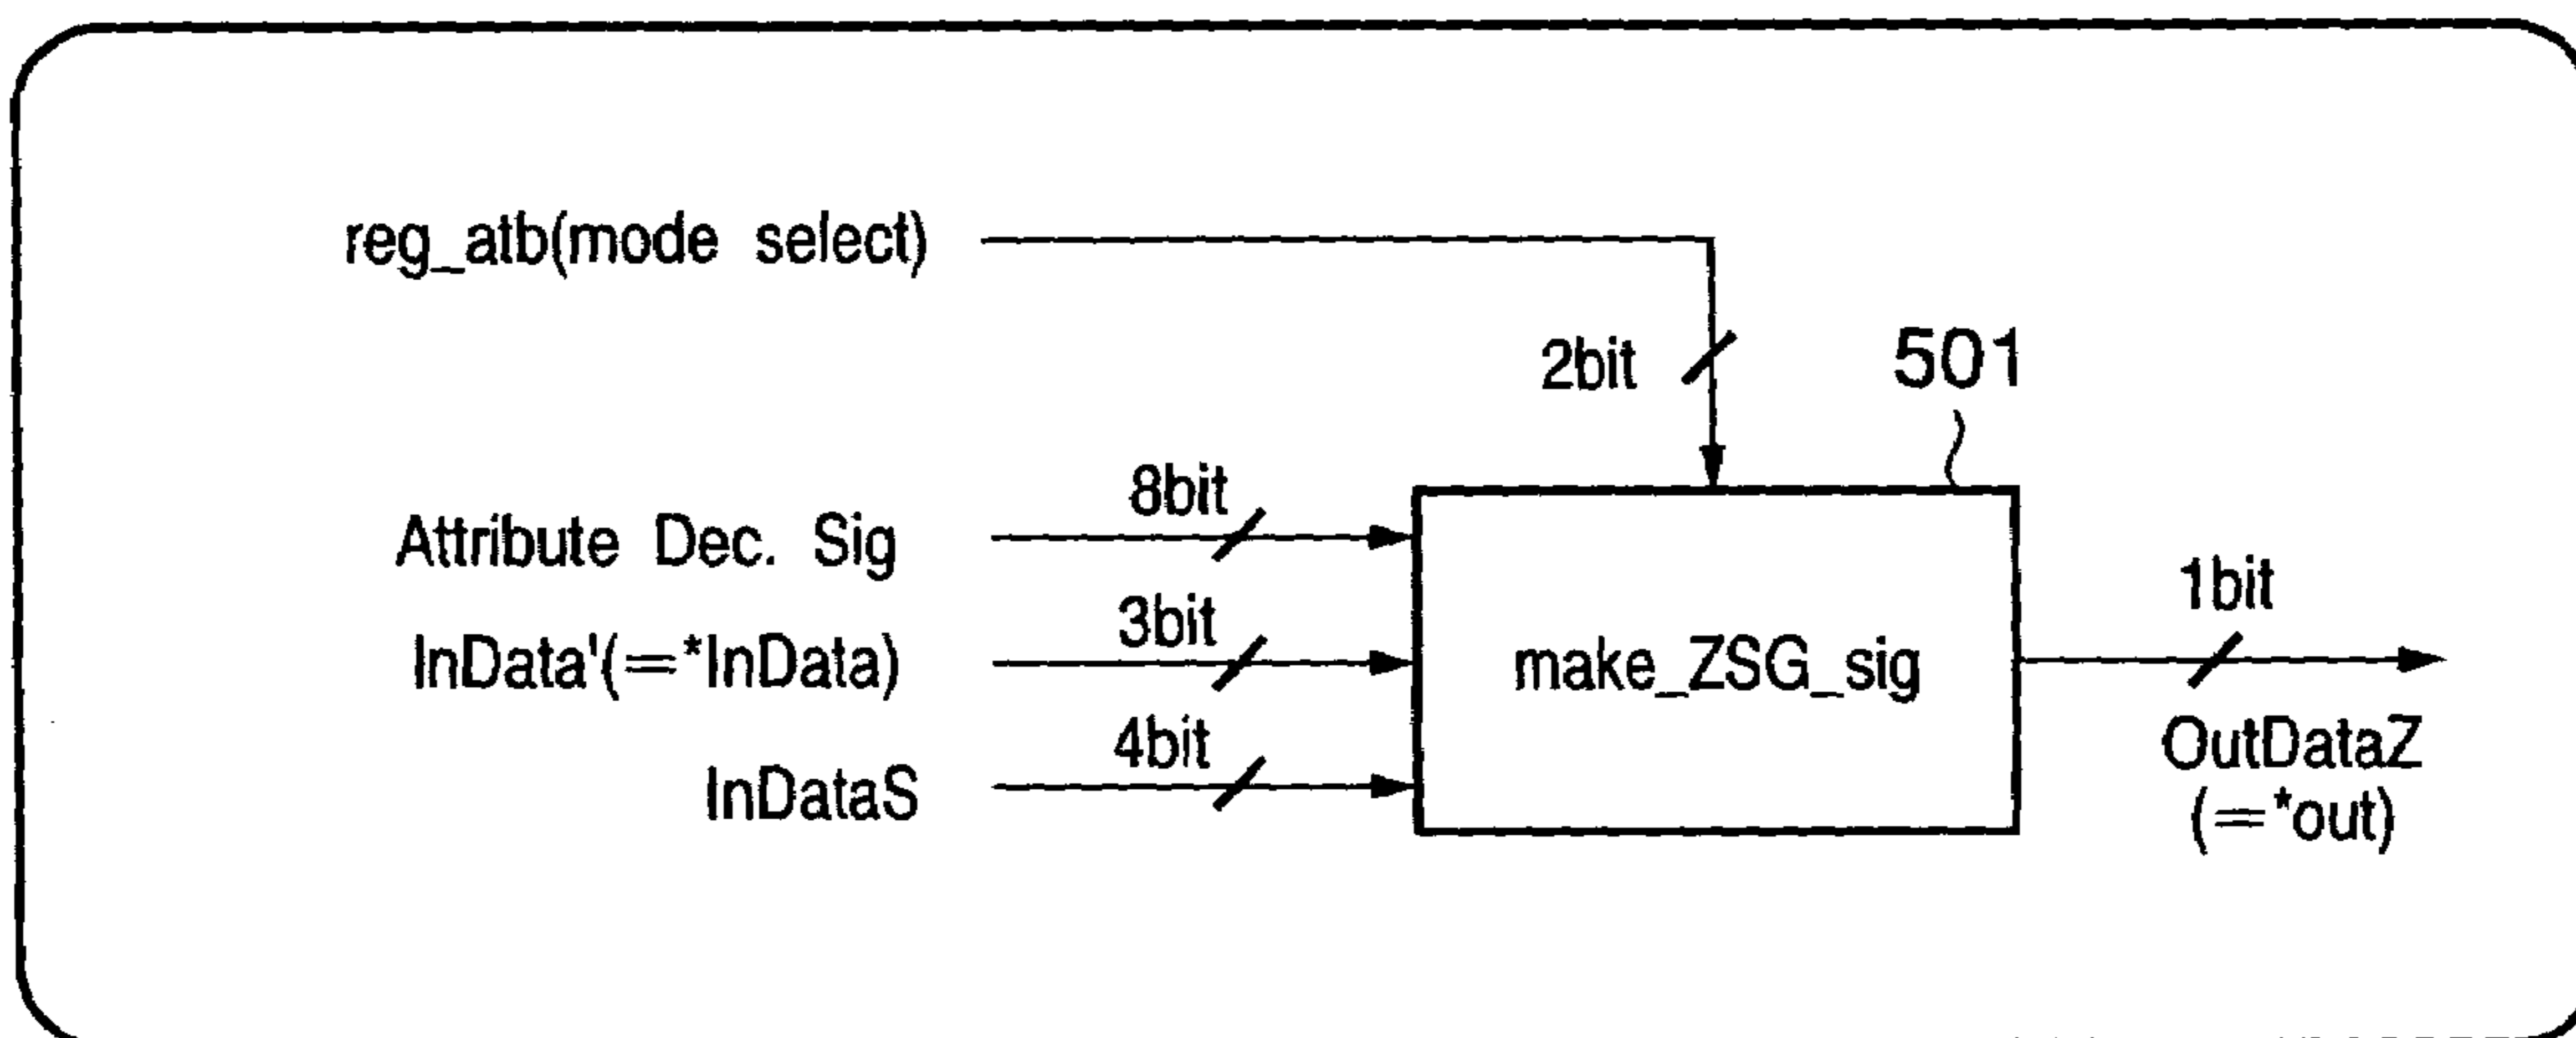 reg_atb(mode select)
2bit
501
Attribute Dec. Sig
8bit
InData'(=*InData)
3bit
InDataS
4bit
make_ZSG_sig
1bit
OutDataZ
(=*out)